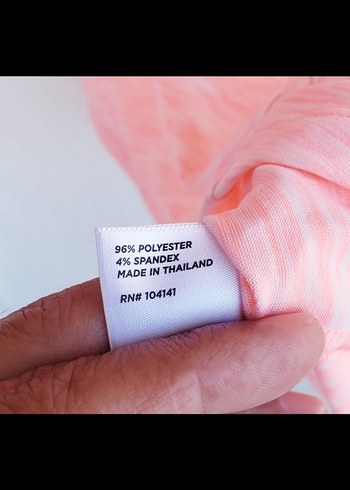 96% POLYESTER
4% SPANDEX
MADE IN THAILAND
RN# 104141